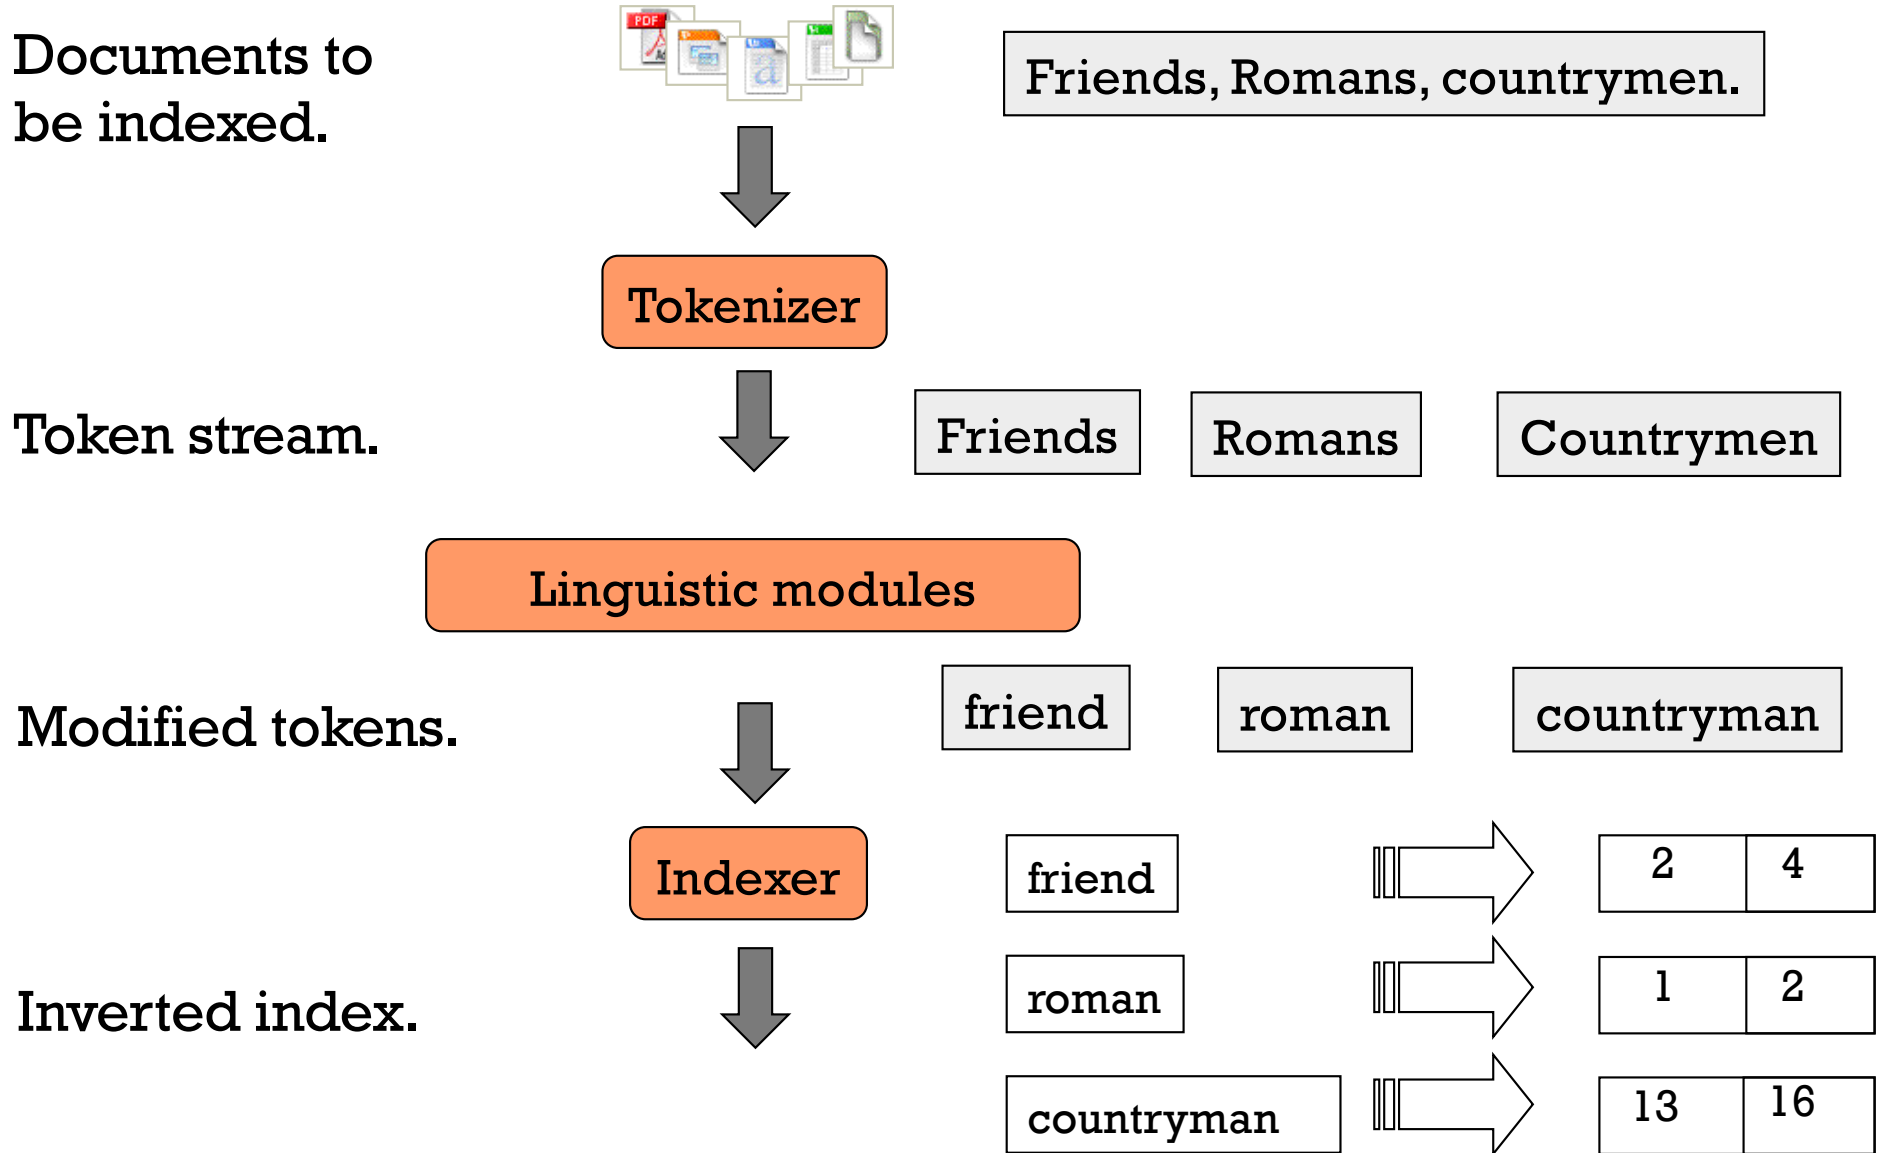 Documents to
be indexed.
PDF
Friends, Romans, countrymen.
Tokenizer
Token stream.
Friends
Romans
Countrymen
Linguistic modules
Modified tokens.
friend
roman
countryman
Indexer
friend
2
4
Inverted index.
roman
1
2
countryman
13
16